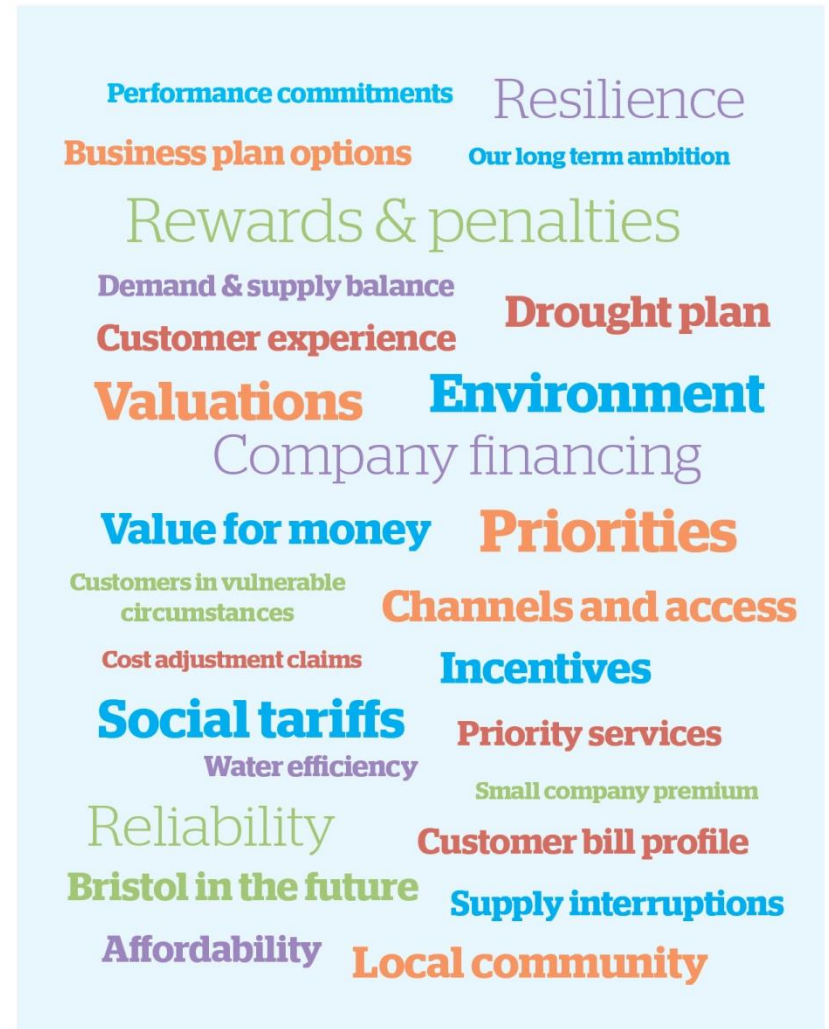 Performance commitments
Resilience
Business plan options
Our long term ambition
Rewards & penalties
Demand & supply balance
Drought plan
Customer experience
Valuations
Environment
Company financing
Value for money
Priorities
Customers in vulnerable
circumstances
Channels and access
Cost adjustment claims
Incentives
Social tariffs
Priority services
Water efficiency
Small company premium
Reliability
Customer bill profile
Bristol in the future
Supply interruptions
Affordability
Local community